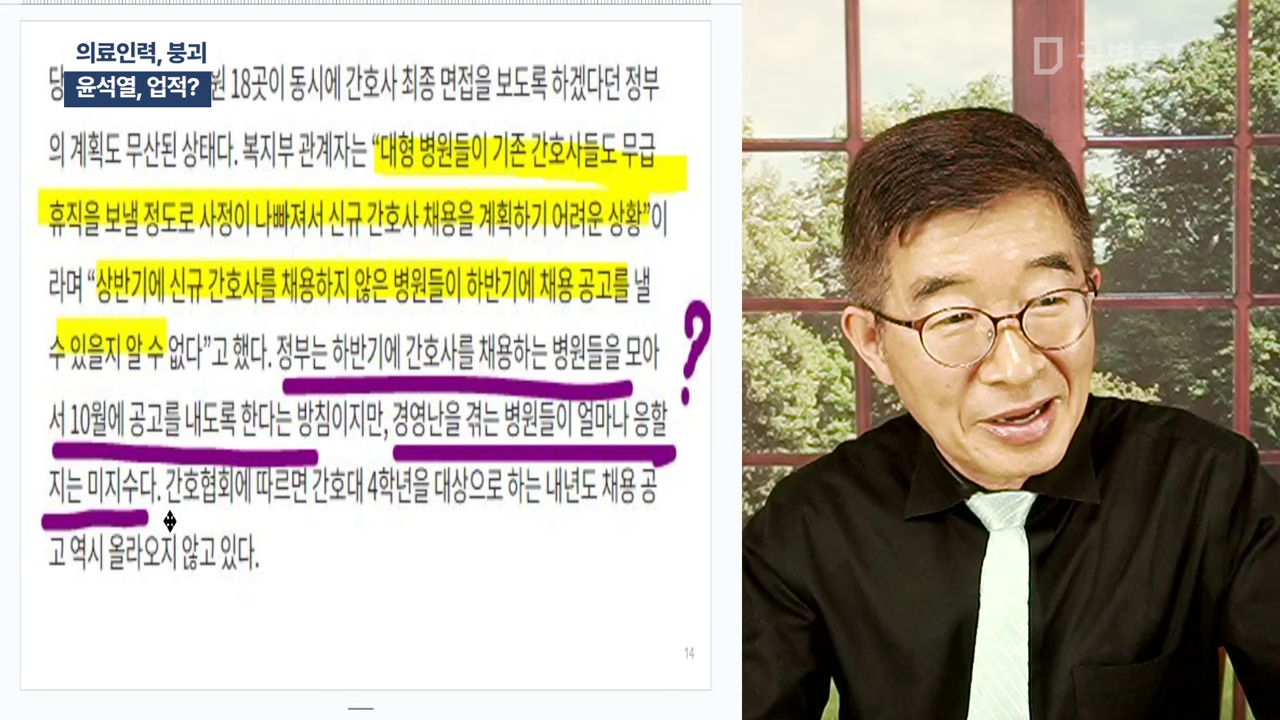 의료인력, 붕괴
윤석열, 업적?
당 원 18곳이 동시에 간호사 최종 면접을 보도록 하겠다던 정부
의 계획도 무산된 상태다. 복지부 관계자는 “대형 병원들이 기존 간호사들도 무급
휴직을 보낼 정도로 사정이 나빠져서 신규 간호사 채용을 계획하기 어려운 상황”이
라며 “상반기에 신규 간호사를 채용하지 않은 병원들이 하반기에 채용 공고를 낼
수 있을지 알 수 없다”고 했다. 정부는 하반기에 간호사를 채용하는 병원들을 모아
서 10월에 공고를 내도록 한다는 방침이지만, 경영난을 겪는 병원들이 얼마나 응할
지는 미지수다. 간호협회에 따르면 간호대 4학년을 대상으로 하는 내년도 채용 공
고 역시 올라오지 않고 있다.
?
14